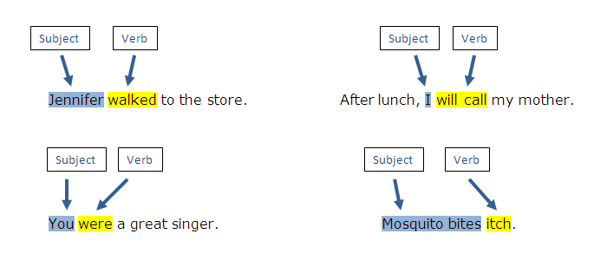 Subject Verb Subject Verb
Jennifer walked to the store. After lunch, I will call my mother.
Subject Verb Subject Verb
You were a great singer. Mosquito bites itch.